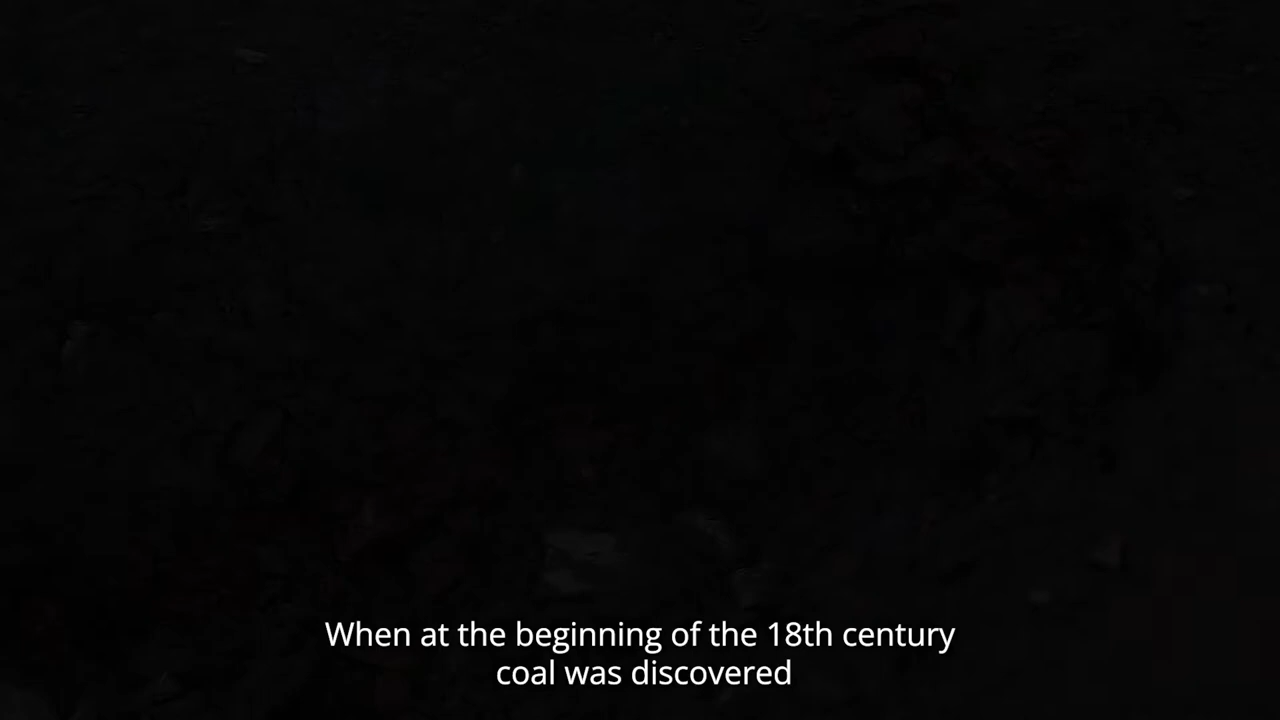 When at the beginning of the 18th century
coal was discovered